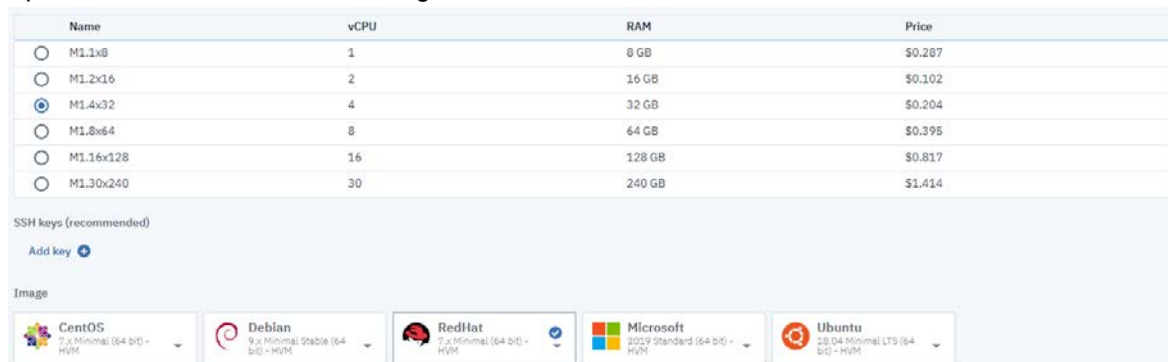 Name vCPU RAM Price
M1.1x8 1 8 GB $0.287
M1.2x16 2 16 GB $0.102
M1.4x32 4 32 GB $0.204
M1.8x64 8 64 GB $0.395
M1.16x128 16 128 GB $0.817
M1.30x240 30 240 GB $1.414
SSH keys (recommended)
Add key
Image
CentOS
7.x Minimal (64 bit) -
HVM
Debian
9.x Minimal Stable (64
bit) - HVM
RedHat
7.x Minimal (64 bit) -
HVM
Microsoft
2019 Standard (64 bit) -
HVM
Ubuntu
18.04 Minimal LTS (64
bit) - HVM